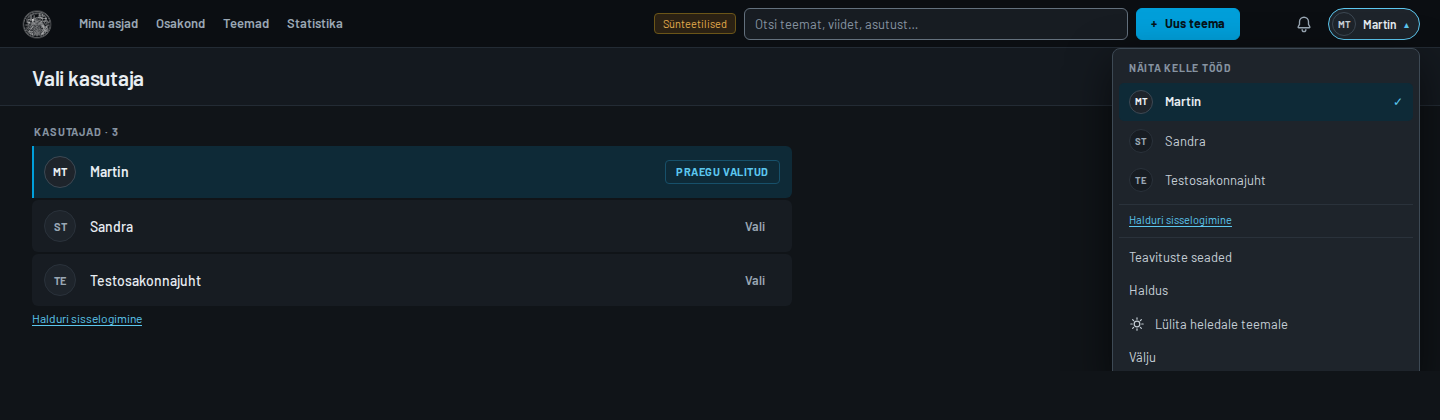 Minu asjad Osakond Teemad Statistika Sünteetilised Otsi teemat, viidet, asutust... + Uus teema MT Martin ▲
Vali kasutaja
KASUTAJAD · 3
MT Martin PRAEGU VALITUD
ST Sandra Vali
TE Testosakonnajuht Vali
Halduri sisselogimine
NÄITA KELLE TÖÖD
MT Martin ✓
ST Sandra
TE Testosakonnajuht
Halduri sisselogimine
Teavituste seaded
Haldus
Lülita heledale teemale
Välju